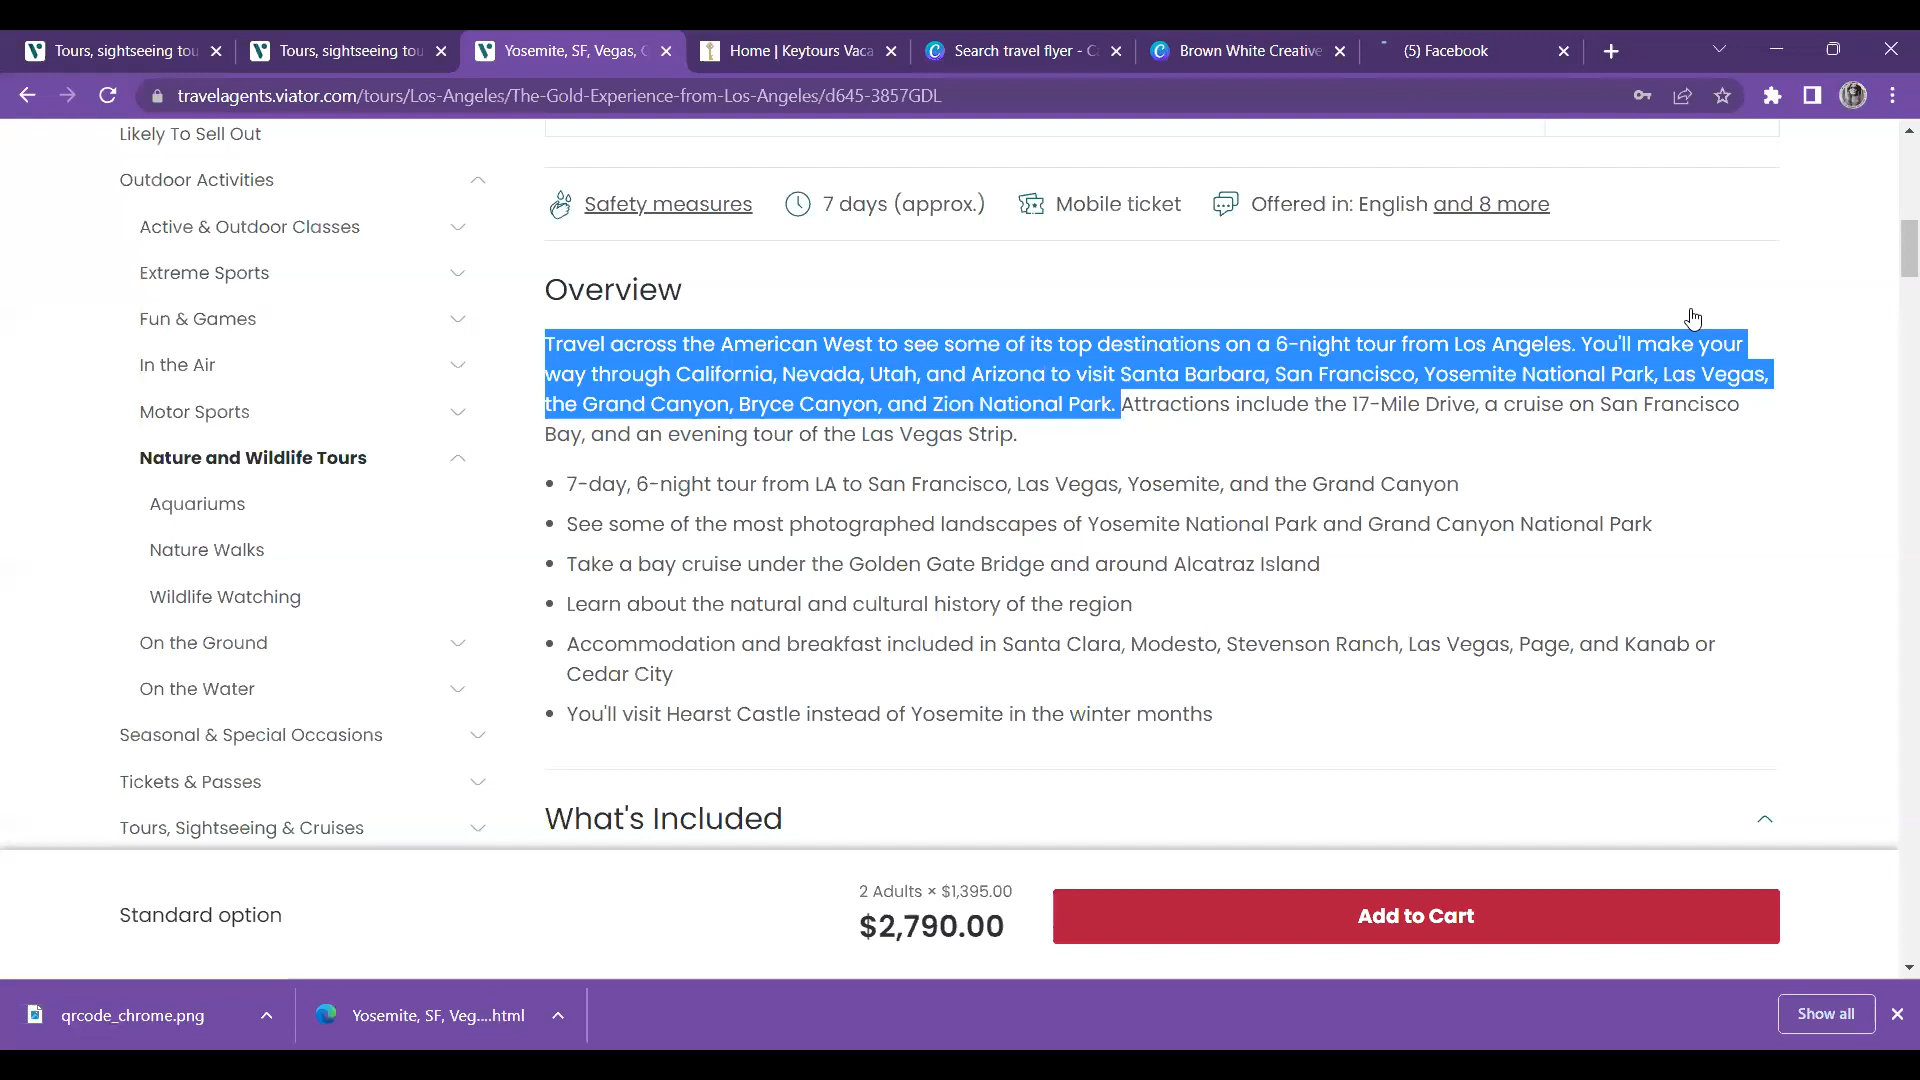 Tours, sightseeing tou
Tours, sightseeing tou
Yosemite, SF, Vegas, G
Home | Keytours Vaca
Search travel flyer - Ca
Brown White Creative
(5) Facebook
travelagents.viator.com/tours/Los-Angeles/The-Gold-Experience-from-Los-Angeles/d645-3857GDL
Likely To Sell Out
Outdoor Activities
Active & Outdoor Classes
Extreme Sports
Fun & Games
In the Air
Motor Sports
Nature and Wildlife Tours
Aquariums
Nature Walks
Wildlife Watching
On the Ground
On the Water
Seasonal & Special Occasions
Tickets & Passes
Tours, Sightseeing & Cruises
Safety measures
7 days (approx.)
Mobile ticket
Offered in: English and 8 more
Overview
Travel across the American West to see some of its top destinations on a 6-night tour from Los Angeles. You'll make your
way through California, Nevada, Utah, and Arizona to visit Santa Barbara, San Francisco, Yosemite National Park, Las Vegas,
the Grand Canyon, Bryce Canyon, and Zion National Park. Attractions include the 17-Mile Drive, a cruise on San Francisco
Bay, and an evening tour of the Las Vegas Strip.
• 7-day, 6-night tour from LA to San Francisco, Las Vegas, Yosemite, and the Grand Canyon
• See some of the most photographed landscapes of Yosemite National Park and Grand Canyon National Park
• Take a bay cruise under the Golden Gate Bridge and around Alcatraz Island
• Learn about the natural and cultural history of the region
• Accommodation and breakfast included in Santa Clara, Modesto, Stevenson Ranch, Las Vegas, Page, and Kanab or
Cedar City
• You'll visit Hearst Castle instead of Yosemite in the winter months
What's Included
Standard option
2 Adults × $1,395.00
$2,790.00
Add to Cart
qrcode_chrome.png
Yosemite, SF, Veg....html
Show all